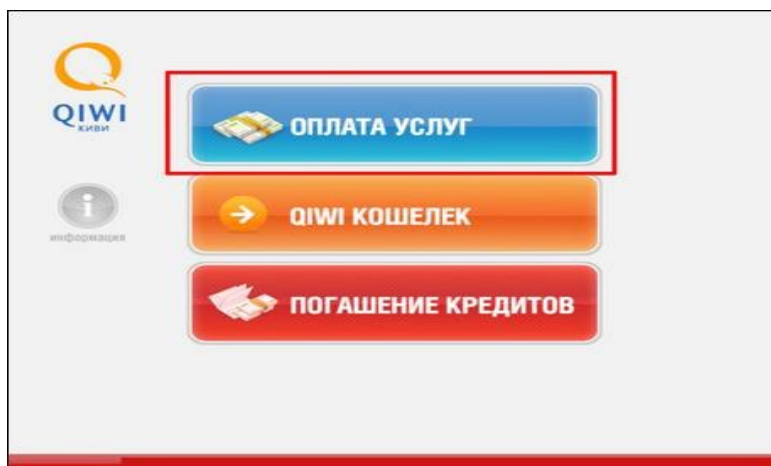 QIWI
КИВИ
ОПЛАТА УСЛУГ
QIWI КОШЕЛЕК
информация
ПОГАШЕНИЕ КРЕДИТОВ